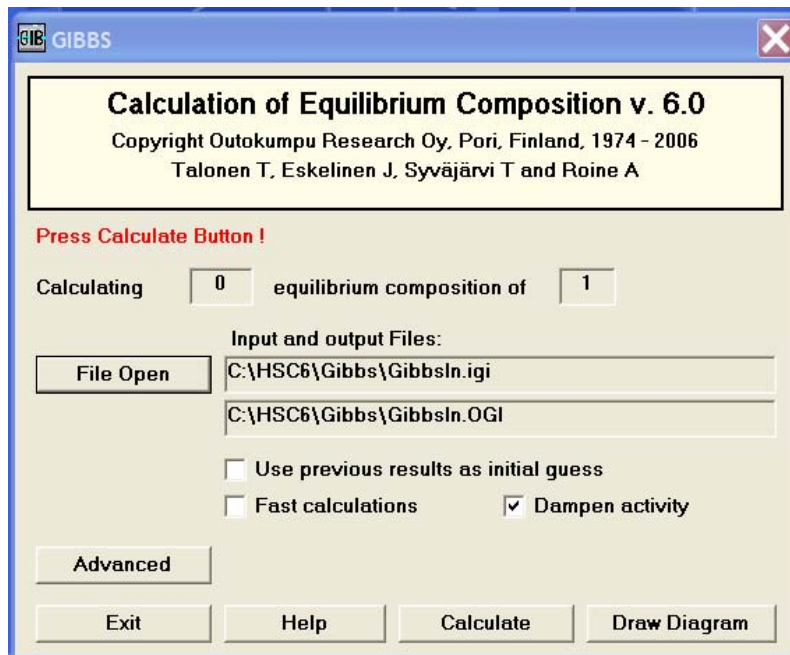 GIB GIBBS
Calculation of Equilibrium Composition v. 6.0
Copyright Outokumpu Research Oy, Pori, Finland, 1974 - 2006
Talonen T, Eskelinen J, Syväjärvi T and Roine A
Press Calculate Button !
Calculating 0 equilibrium composition of 1
Input and output Files:
File Open C:\HSC6\Gibbs\GibbsIn.igi
C:\HSC6\Gibbs\GibbsIn.OGI
Use previous results as initial guess
Fast calculations Dampen activity
Advanced
Exit Help Calculate Draw Diagram